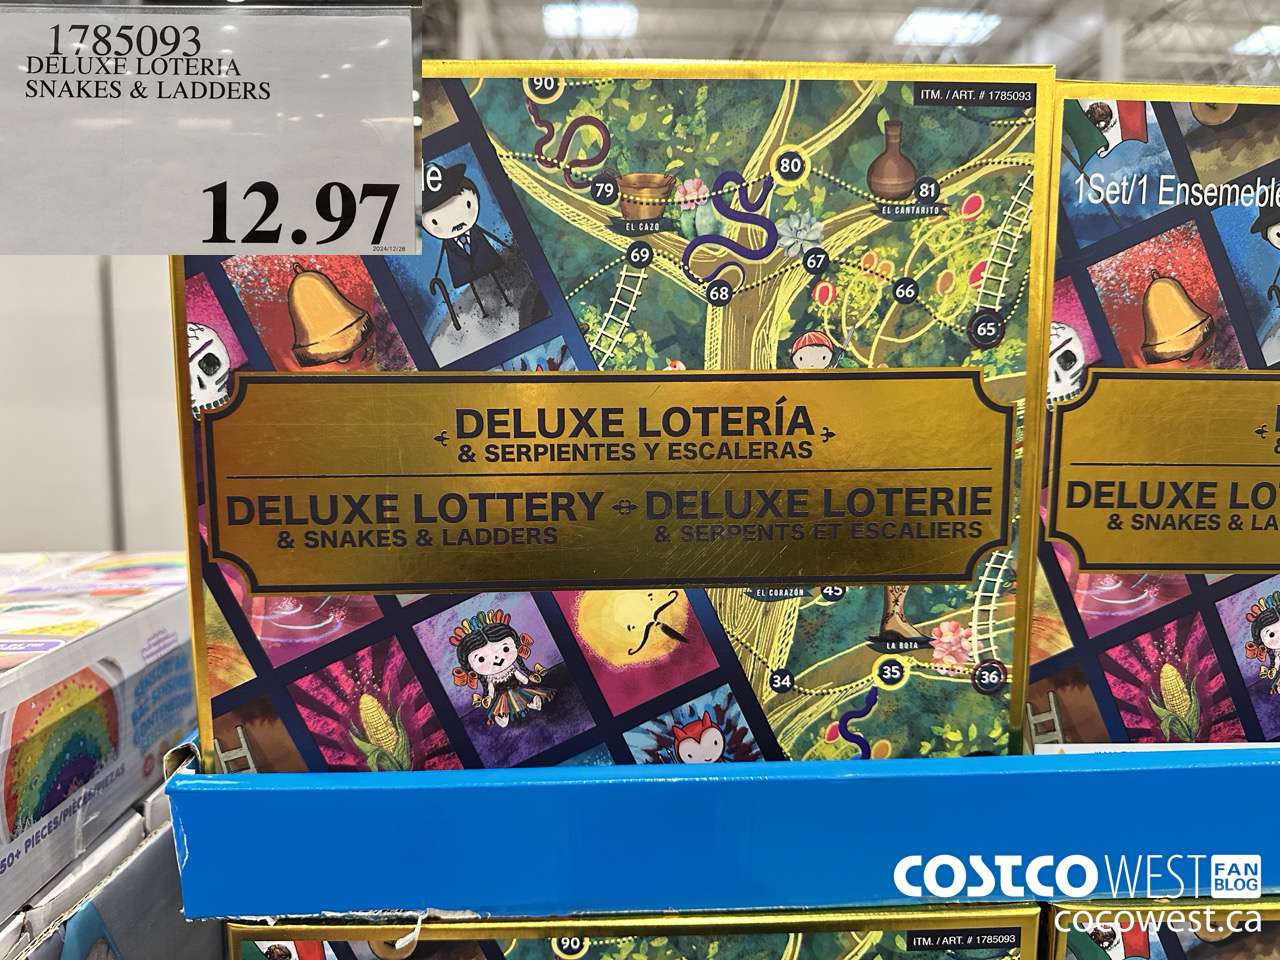 1785093
DELUXE LOTERIA
SNAKES & LADDERS
12.97
2024/12/26
ITM. / ART. # 1785093
90
80
79
81
EL CAZO
EL CANTARITO
69
67
68
66
65
1Set/1 Ensemeble
DELUXE LOTERÍA
& SERPIENTES Y ESCALERAS
DELUXE LOTTERY
& SNAKES & LADDERS
DELUXE LOTERIE
& SERPENTS ET ESCALIERS
DELUXE LO
& SNAKES & LA
EL CORAZÓN
45
LA BOTA
34
35
36
50+ PIECES/PIÈCES/PIEZAS
COSTCO WEST FAN BLOG
cocowest.ca
90
ITM. / ART. # 1785093